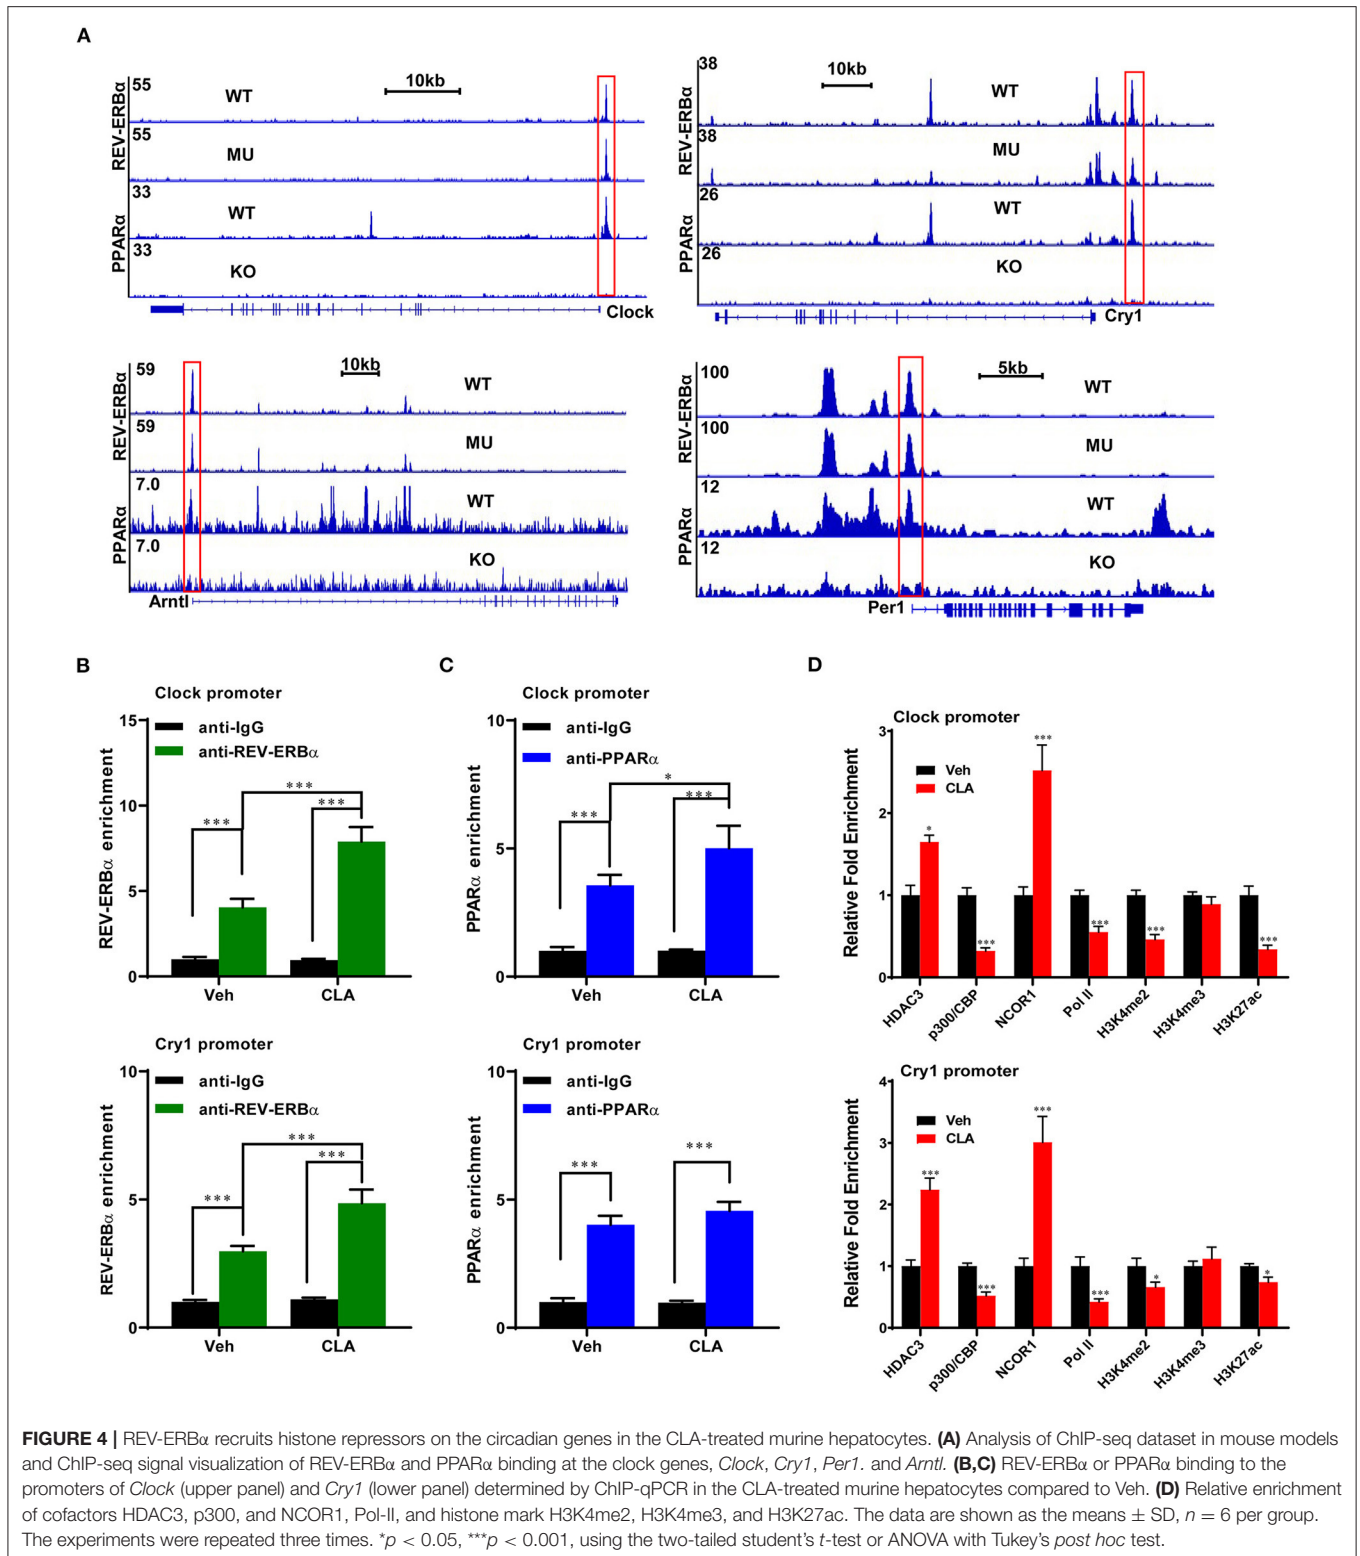 A
REV-ERBα
PPARα
55
WT
10kb
55
MU
33
WT
33
KO
Clock
REV-ERBα
PPARα
38
10kb
WT
38
MU
26
WT
26
KO
Cry1
REV-ERBα
PPARα
59
10kb
WT
59
MU
7.0
WT
7.0
KO
Arntl
REV-ERBα
PPARα
100
5kb
WT
100
MU
12
WT
12
KO
Per1
B
Clock promoter
anti-IgG
anti-REV-ERBα
REV-ERBα enrichment
15
10
5
0
***
***
***
Veh CLA
Cry1 promoter
anti-IgG
anti-REV-ERBα
REV-ERBα enrichment
10
5
0
***
***
***
Veh CLA
C
Clock promoter
anti-IgG
anti-PPARα
PPARα enrichment
10
5
0
*
***
***
Veh CLA
Cry1 promoter
anti-IgG
anti-PPARα
PPARα enrichment
10
5
0
***
***
Veh CLA
D
Clock promoter
Veh
CLA
Relative Fold Enrichment
3
2
1
0
*
***
***
***
***
***
HDAC3 p300/CBP NCOR1 Pol II H3K4me2 H3K4me3 H3K27ac
Cry1 promoter
Veh
CLA
Relative Fold Enrichment
4
3
2
1
0
***
***
***
***
*
*
HDAC3 p300/CBP NCOR1 Pol II H3K4me2 H3K4me3 H3K27ac
FIGURE 4 | REV-ERBα recruits histone repressors on the circadian genes in the CLA-treated murine hepatocytes. (A) Analysis of ChIP-seq dataset in mouse models
and ChIP-seq signal visualization of REV-ERBα and PPARα binding at the clock genes, Clock, Cry1, Per1. and Arntl. (B,C) REV-ERBα or PPARα binding to the
promoters of Clock (upper panel) and Cry1 (lower panel) determined by ChIP-qPCR in the CLA-treated murine hepatocytes compared to Veh. (D) Relative enrichment
of cofactors HDAC3, p300, and NCOR1, Pol-II, and histone mark H3K4me2, H3K4me3, and H3K27ac. The data are shown as the means ± SD, n = 6 per group.
The experiments were repeated three times. *p < 0.05, ***p < 0.001, using the two-tailed student's t-test or ANOVA with Tukey's post hoc test.